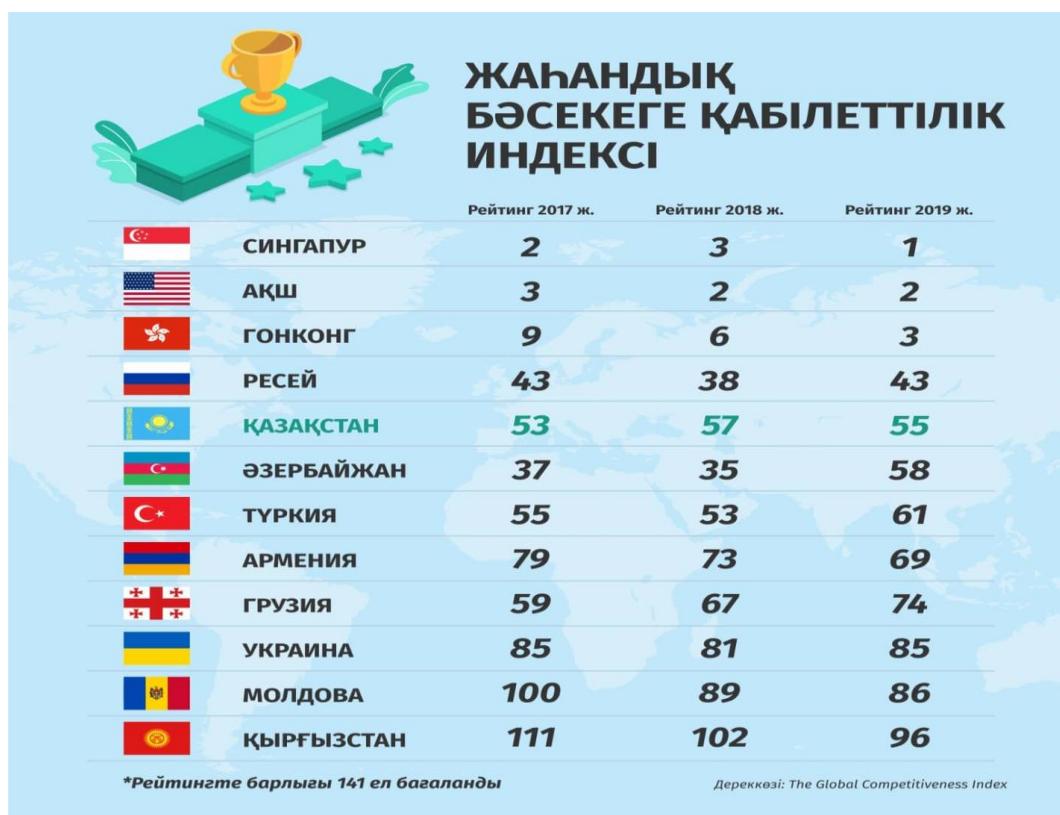 ЖАҺАНДЫҚ
БӘСЕКЕГЕ ҚАБІЛЕТТІЛІК
ИНДЕКСІ
Рейтинг 2017 ж. Рейтинг 2018 ж. Рейтинг 2019 ж.
СИНГАПУР 2 3 1
АҚШ 3 2 2
ГОНКОНГ 9 6 3
РЕСЕЙ 43 38 43
ҚАЗАҚСТАН 53 57 55
ӘЗЕРБАЙЖАН 37 35 58
ТҮРКИЯ 55 53 61
АРМЕНИЯ 79 73 69
ГРУЗИЯ 59 67 74
УКРАИНА 85 81 85
МОЛДОВА 100 89 86
ҚЫРҒЫЗСТАН 111 102 96
*Рейтингте барлығы 141 ел бағаланды Дереккөзі: The Global Competitiveness Index